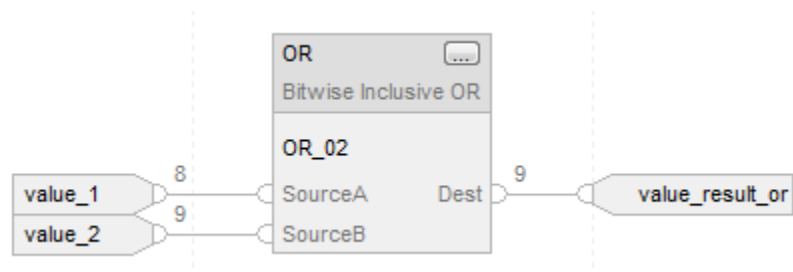 OR ...
Bitwise Inclusive OR
OR_02
value_1 8 SourceA Dest 9 value_result_or
value_2 9 SourceB